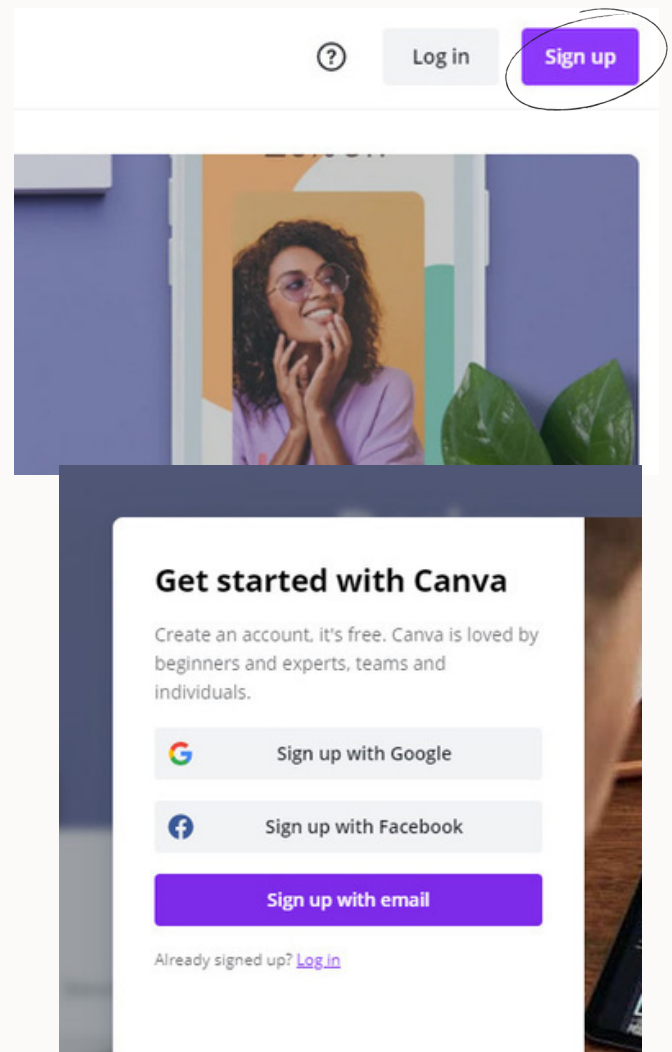 ?
Log in
Sign up
Get started with Canva
Create an account, it's free. Canva is loved by
beginners and experts, teams and
individuals.
Sign up with Google
Sign up with Facebook
Sign up with email
Already signed up? Log in